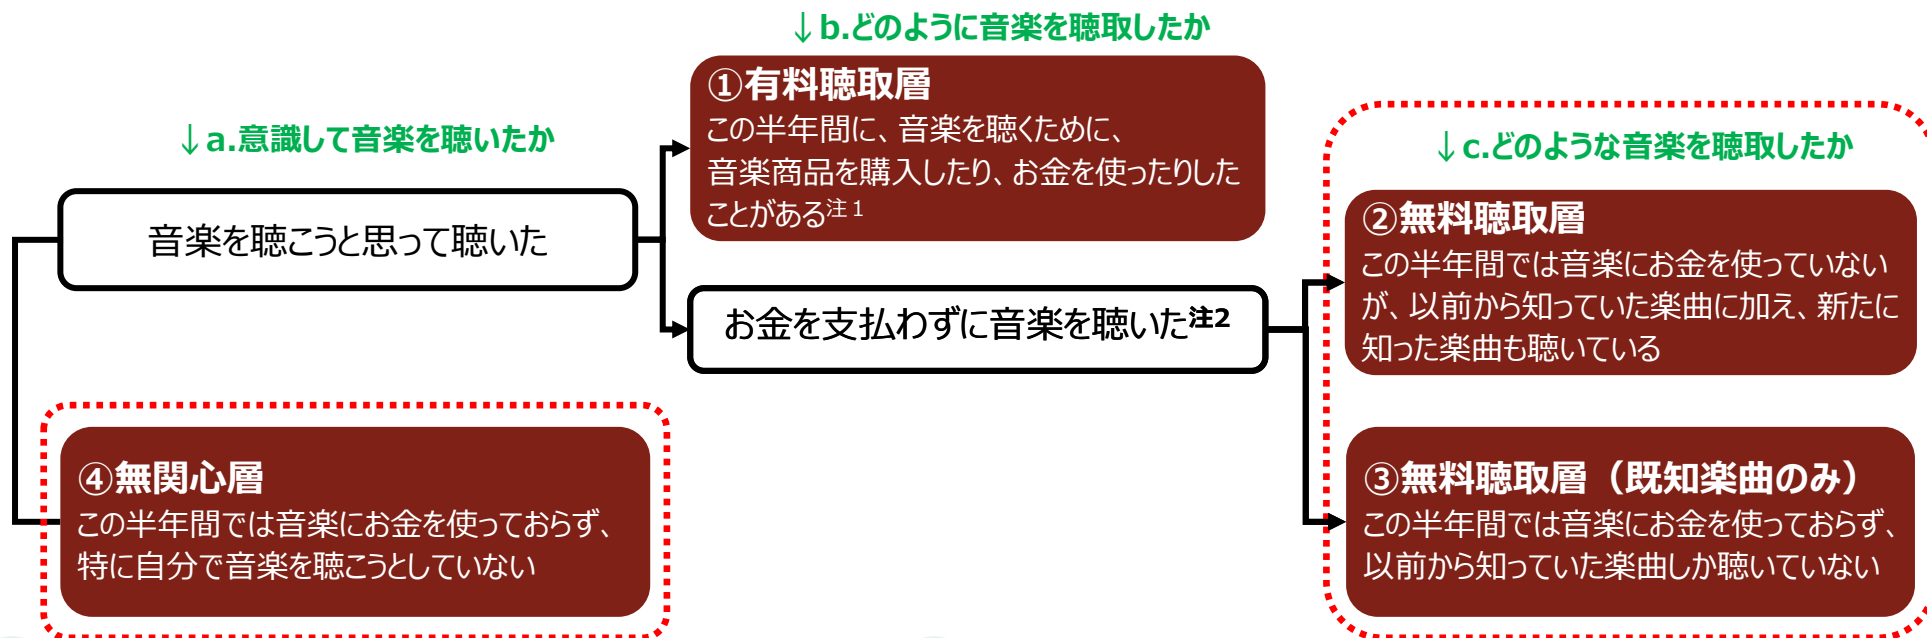 ↓a.意識して音楽を聴いたか
音楽を聴こうと思って聴いた
④無関心層
この半年間では音楽にお金を使っておらず、
特に自分で音楽を聴こうとしていない
↓b.どのように音楽を聴取したか
①有料聴取層
この半年間に、音楽を聴くために、
音楽商品を購入したり、お金を使ったりした
ことがある注1
お金を支払わずに音楽を聴いた注2
↓c.どのような音楽を聴取したか
②無料聴取層
この半年間では音楽にお金を使っていない
が、以前から知っていた楽曲に加え、新たに
知った楽曲も聴いている
③無料聴取層（既知楽曲のみ）
この半年間では音楽にお金を使っておらず、
以前から知っていた楽曲しか聴いていない